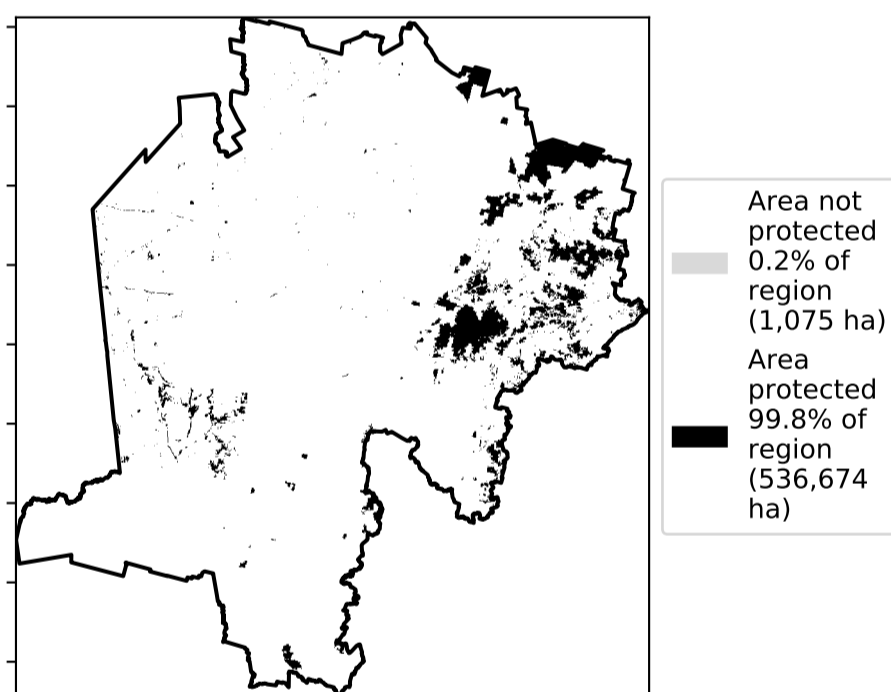 Area not
protected
0.2% of
region
(1,075 ha)
Area
protected
99.8% of
region
(536,674
ha)